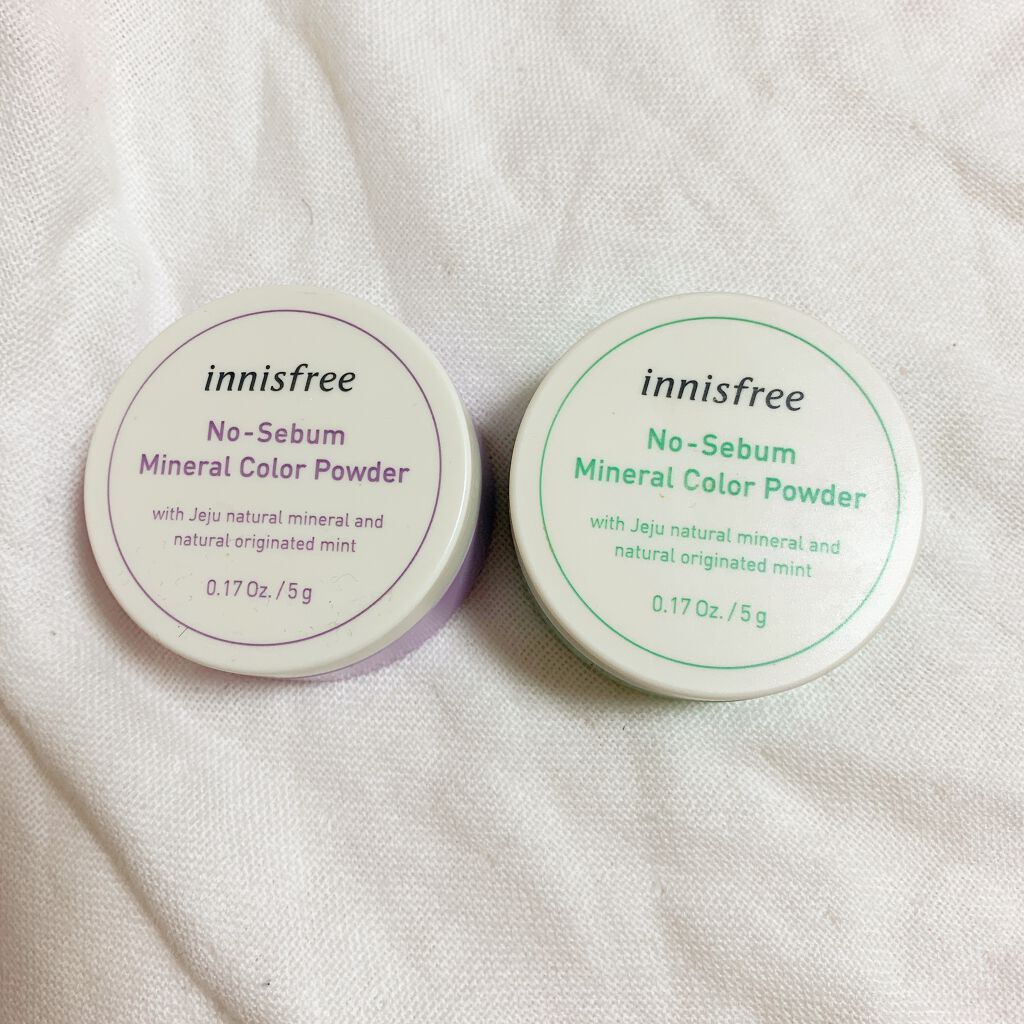 innisfree
No-Sebum
Mineral Color Powder
with Jeju natural mineral and
natural originated mint
0.17 Oz. / 5 g
innisfree
No-Sebum
Mineral Color Powder
with Jeju natural mineral and
natural originated mint
0.17 Oz. / 5 g